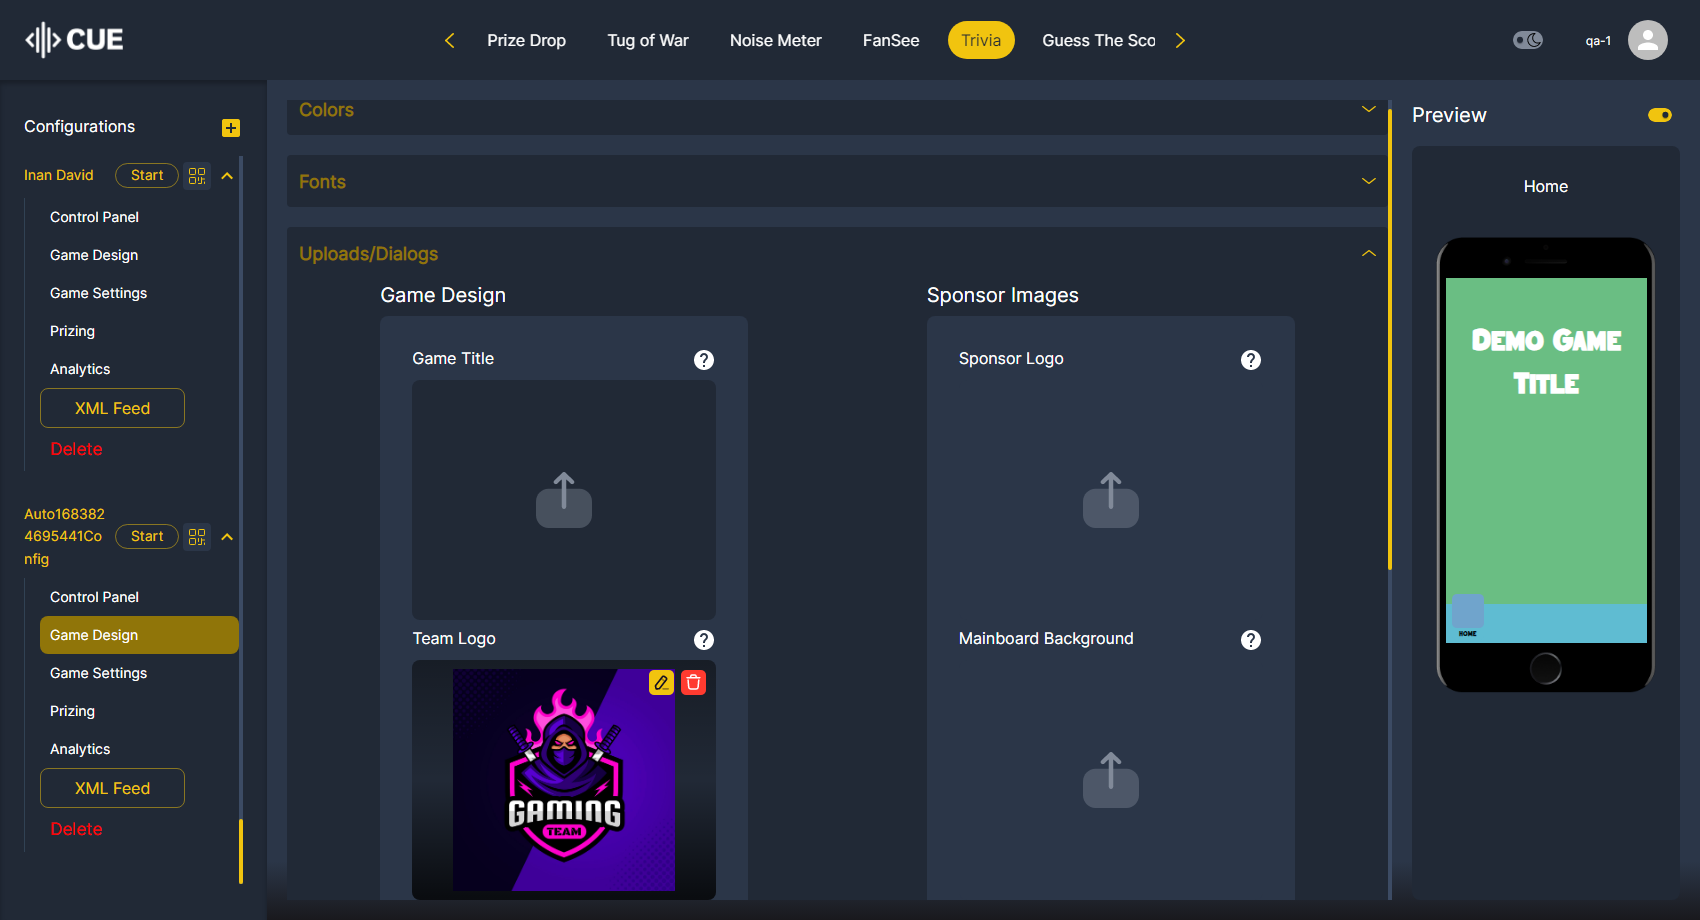 CUE
Prize Drop
Tug of War
Noise Meter
FanSee
Trivia
Guess The Sco
qa-1
Configurations
Inan David
Start
Control Panel
Game Design
Game Settings
Prizing
Analytics
XML Feed
Delete
Auto168382
4695441Co
nfig
Start
Control Panel
Game Design
Game Settings
Prizing
Analytics
XML Feed
Delete
Colors
Fonts
Uploads/Dialogs
Game Design
Game Title
?
Team Logo
?
GAMING
TEAM
Sponsor Images
Sponsor Logo
?
Mainboard Background
?
Preview
Home
Demo Game
Title
HOME